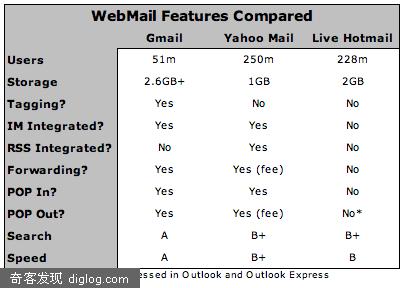 WebMail Features Compared
Gmail Yahoo Mail Live Hotmail
Users 51m 250m 228m
Storage 2.6GB+ 1GB 2GB
Tagging? Yes No No
IM Integrated? Yes Yes No
RSS Integrated? No Yes No
Forwarding? Yes Yes (fee) No
POP In? Yes Yes No
POP Out? Yes Yes (fee) No*
Search A B+ B+
Speed A B+ B
奇客发现 diglog.com essed in Outlook and Outlook Express